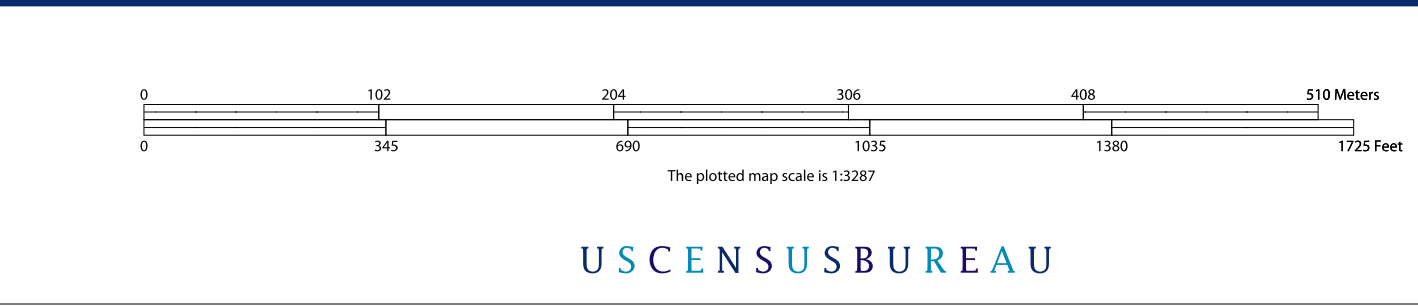 0 102 204 306 408 510 Meters
0 345 690 1035 1380 1725 Feet
The plotted map scale is 1:3287
USCENSUSBUREAU